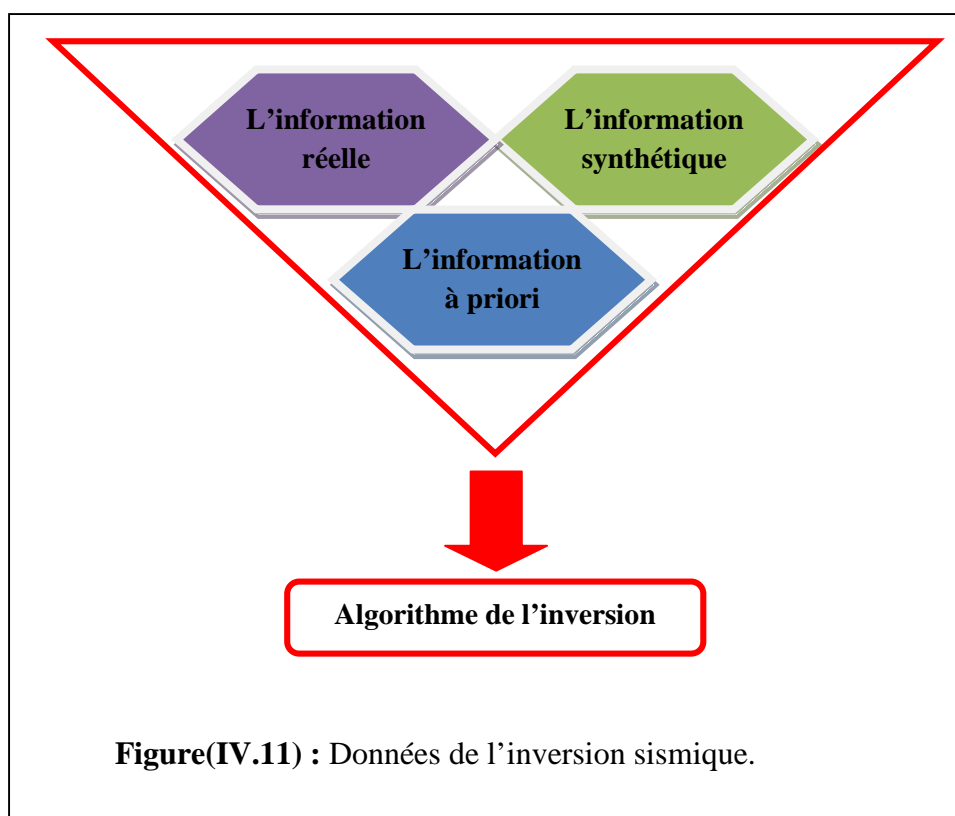 L’information
réelle
L’information
synthétique
L’information
à priori
Algorithme de l’inversion
Figure(IV.11) : Données de l’inversion sismique.